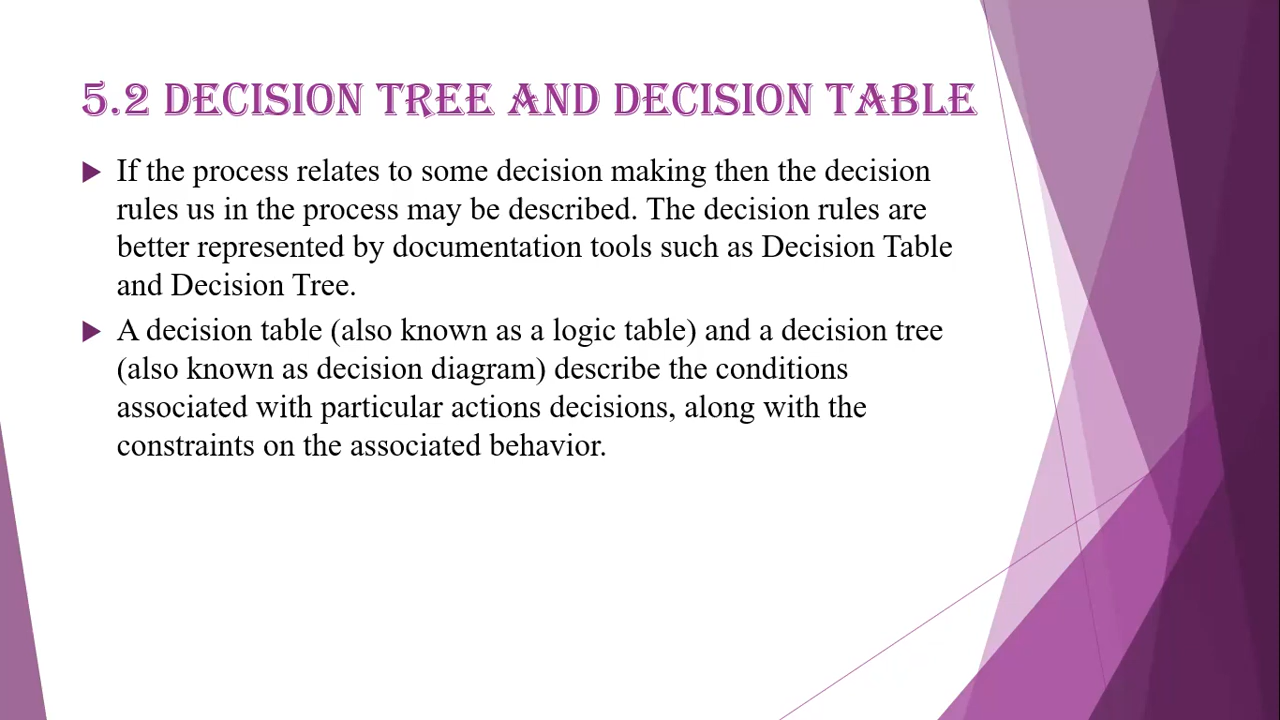 5.2 DECISION TREE AND DECISION TABLE
If the process relates to some decision making then the decision
rules us in the process may be described. The decision rules are
better represented by documentation tools such as Decision Table
and Decision Tree.
A decision table (also known as a logic table) and a decision tree
(also known as decision diagram) describe the conditions
associated with particular actions decisions, along with the
constraints on the associated behavior.